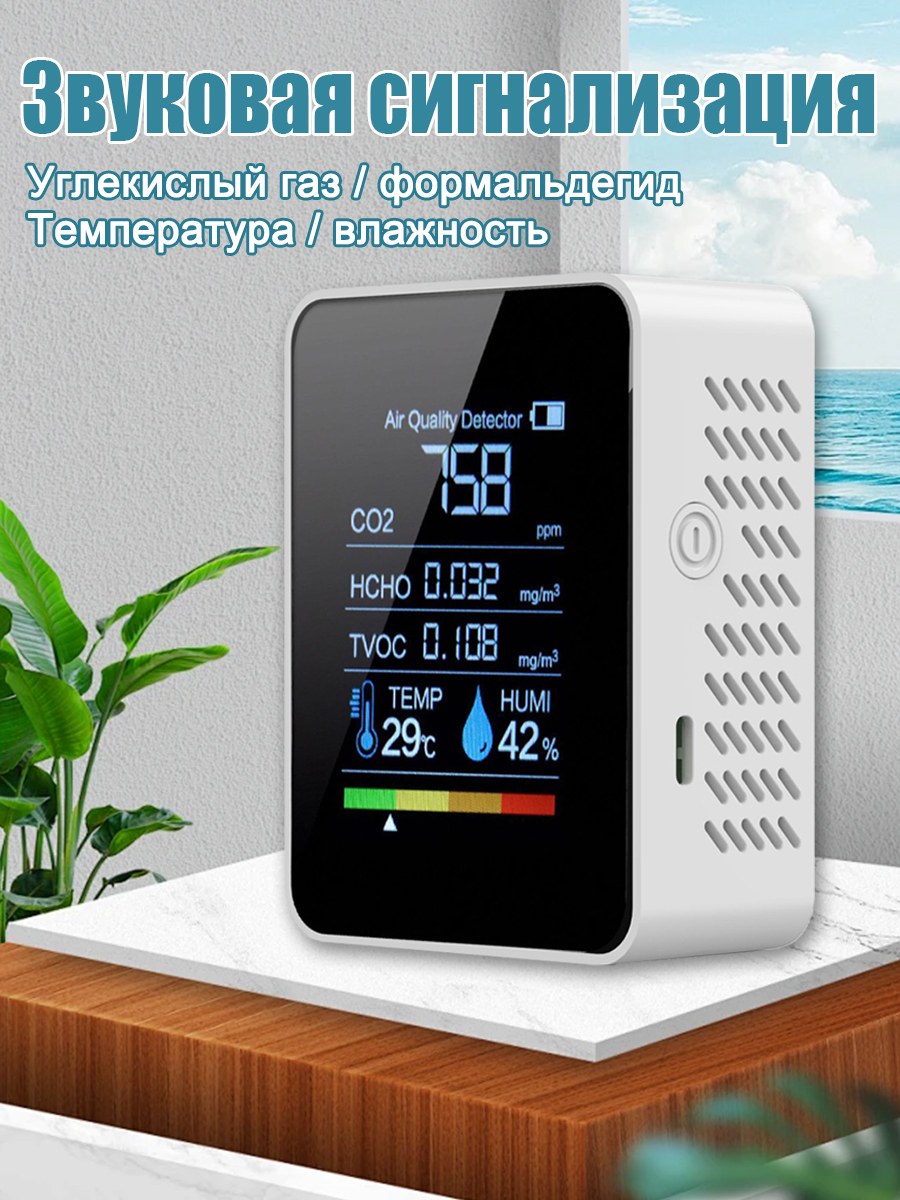 Звуковая сигнализация
Углекислый газ / формальдегид
Температура / влажность
Air Quality Detector
758
CO2
ppm
HCHO 0.032 mg/m³
TVOC 0.108 mg/m³
TEMP HUMI
29°C 42%